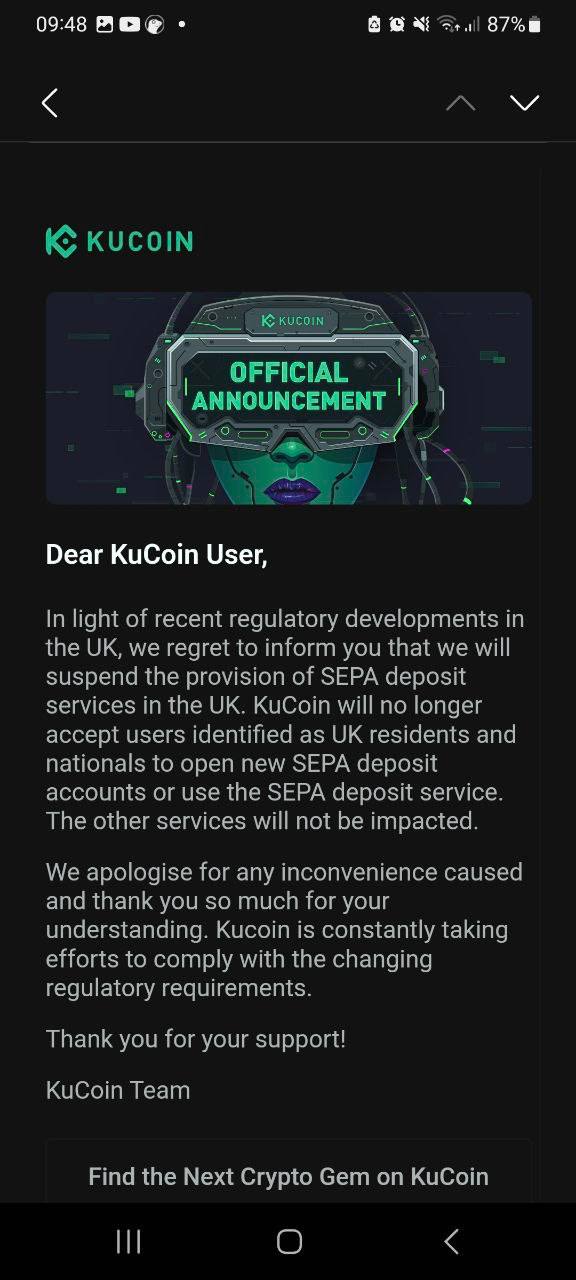 09:48
87%
KUCOIN
KUCOIN
OFFICIAL
ANNOUNCEMENT
Dear KuCoin User,
In light of recent regulatory developments in
the UK, we regret to inform you that we will
suspend the provision of SEPA deposit
services in the UK. KuCoin will no longer
accept users identified as UK residents and
nationals to open new SEPA deposit
accounts or use the SEPA deposit service.
The other services will not be impacted.
We apologise for any inconvenience caused
and thank you so much for your
understanding. Kucoin is constantly taking
efforts to comply with the changing
regulatory requirements.
Thank you for your support!
KuCoin Team
Find the Next Crypto Gem on KuCoin